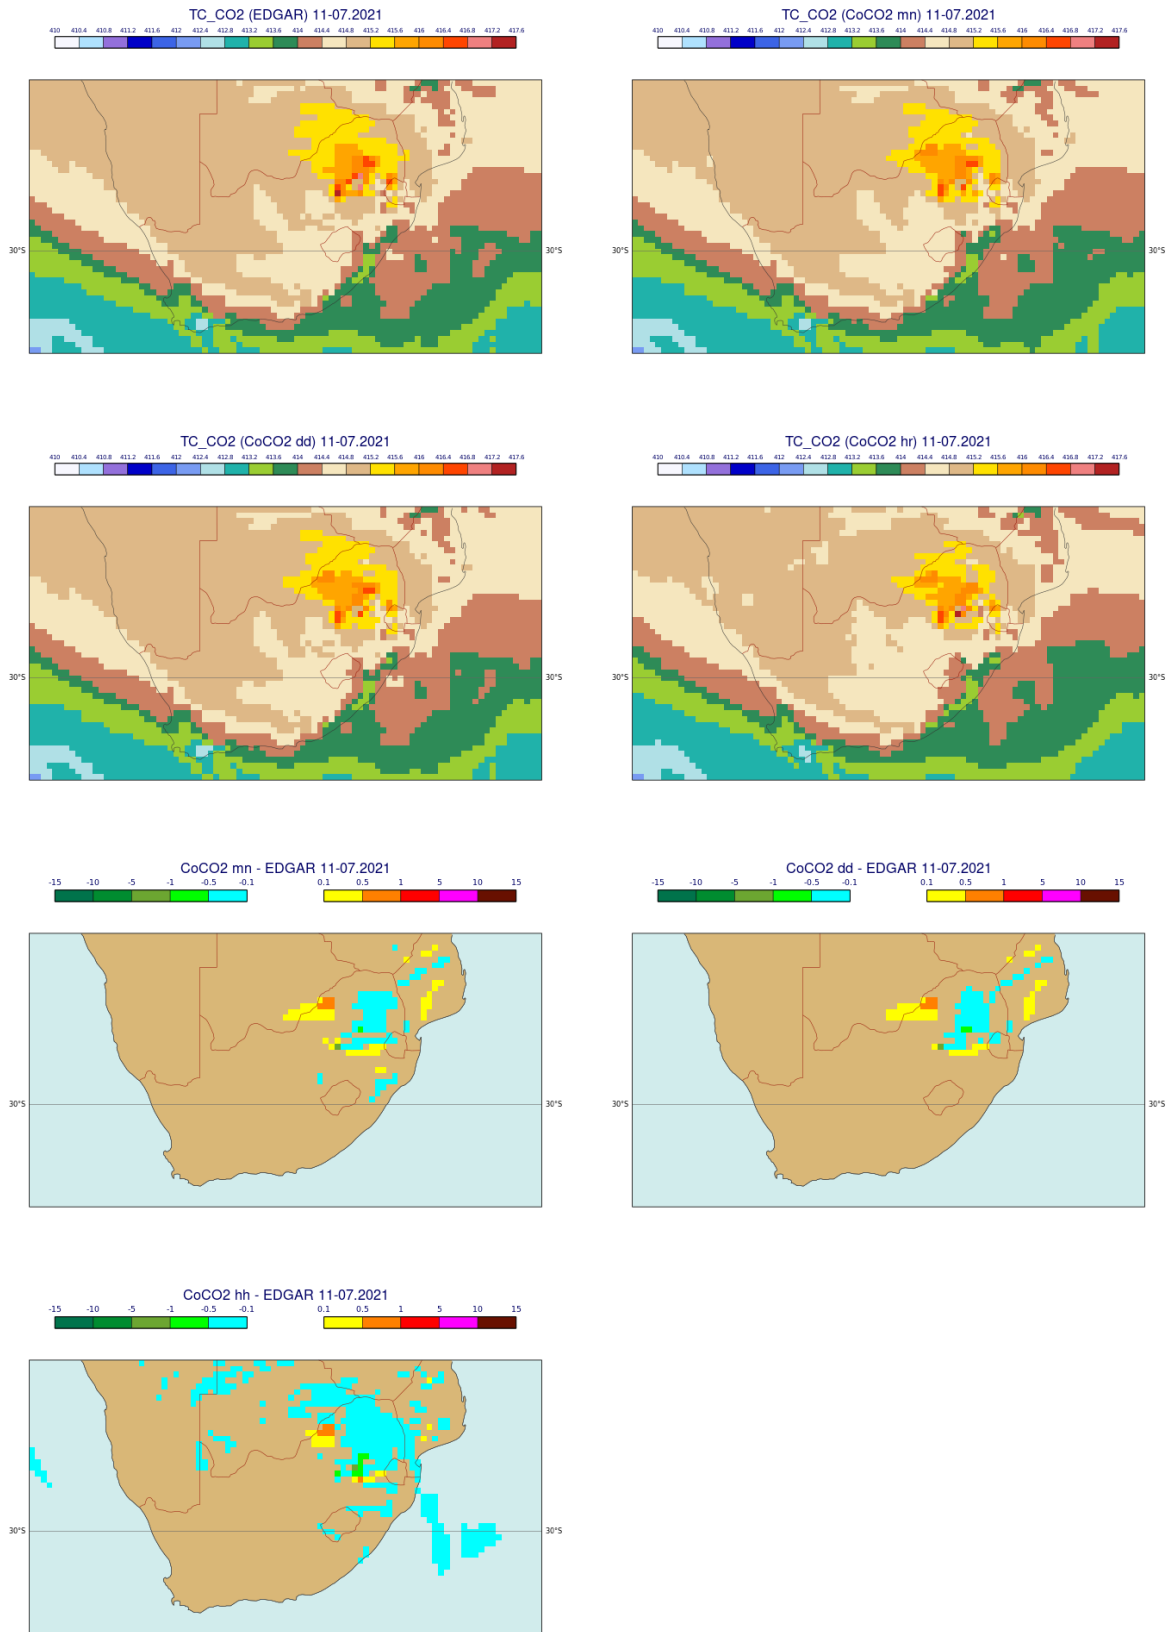 TC_CO2 (EDGAR) 11-07.2021
410 410.4 410.8 411.2 411.6 412 412.4 412.8 413.2 413.6 414 414.4 414.8 415.2 415.6 416 416.4 416.8 417.2 417.6
30°S
TC_CO2 (CoCO2 mn) 11-07.2021
410 410.4 410.8 411.2 411.6 412 412.4 412.8 413.2 413.6 414 414.4 414.8 415.2 415.6 416 416.4 416.8 417.2 417.6
30°S
TC_CO2 (CoCO2 dd) 11-07.2021
410 410.4 410.8 411.2 411.6 412 412.4 412.8 413.2 413.6 414 414.4 414.8 415.2 415.6 416 416.4 416.8 417.2 417.6
30°S
TC_CO2 (CoCO2 hr) 11-07.2021
410 410.4 410.8 411.2 411.6 412 412.4 412.8 413.2 413.6 414 414.4 414.8 415.2 415.6 416 416.4 416.8 417.2 417.6
30°S 30°S
CoCO2 mn - EDGAR 11-07.2021
-15 -10 -5 -1 -0.5 -0.1 0.1 0.5 1 5 10 15
30°S 30°S
CoCO2 dd - EDGAR 11-07.2021
-15 -10 -5 -1 -0.5 -0.1 0.1 0.5 1 5 10 15
30°S 30°S
CoCO2 hh - EDGAR 11-07.2021
-15 -10 -5 -1 -0.5 -0.1 0.1 0.5 1 5 10 15
30°S 30°S